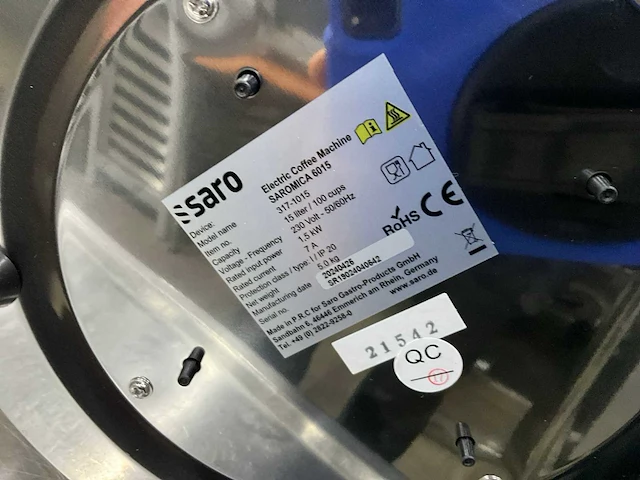 saro
Device: Electric Coffee Machine
Model name SAROMICA 6015
Item no. 317-1015
Capacity 15 liter / 100 cups
Voltage - Frequency 230 Volt - 50/60Hz
Rated input power 1,5 kW
Rated current 7 A
Protection class / type: I / IP 20
Net weight 5,0 kg
Manufacturing date 20240426
Serial no. SR18024040642
Made in P.R.C for Saro Gastro-Products GmbH
Sandbahn 6, 46446 Emmerich am Rhein, Germany
Tel. +49 (0) 2822-9258-0 www.saro.de
RoHS CE
21542
QC
17